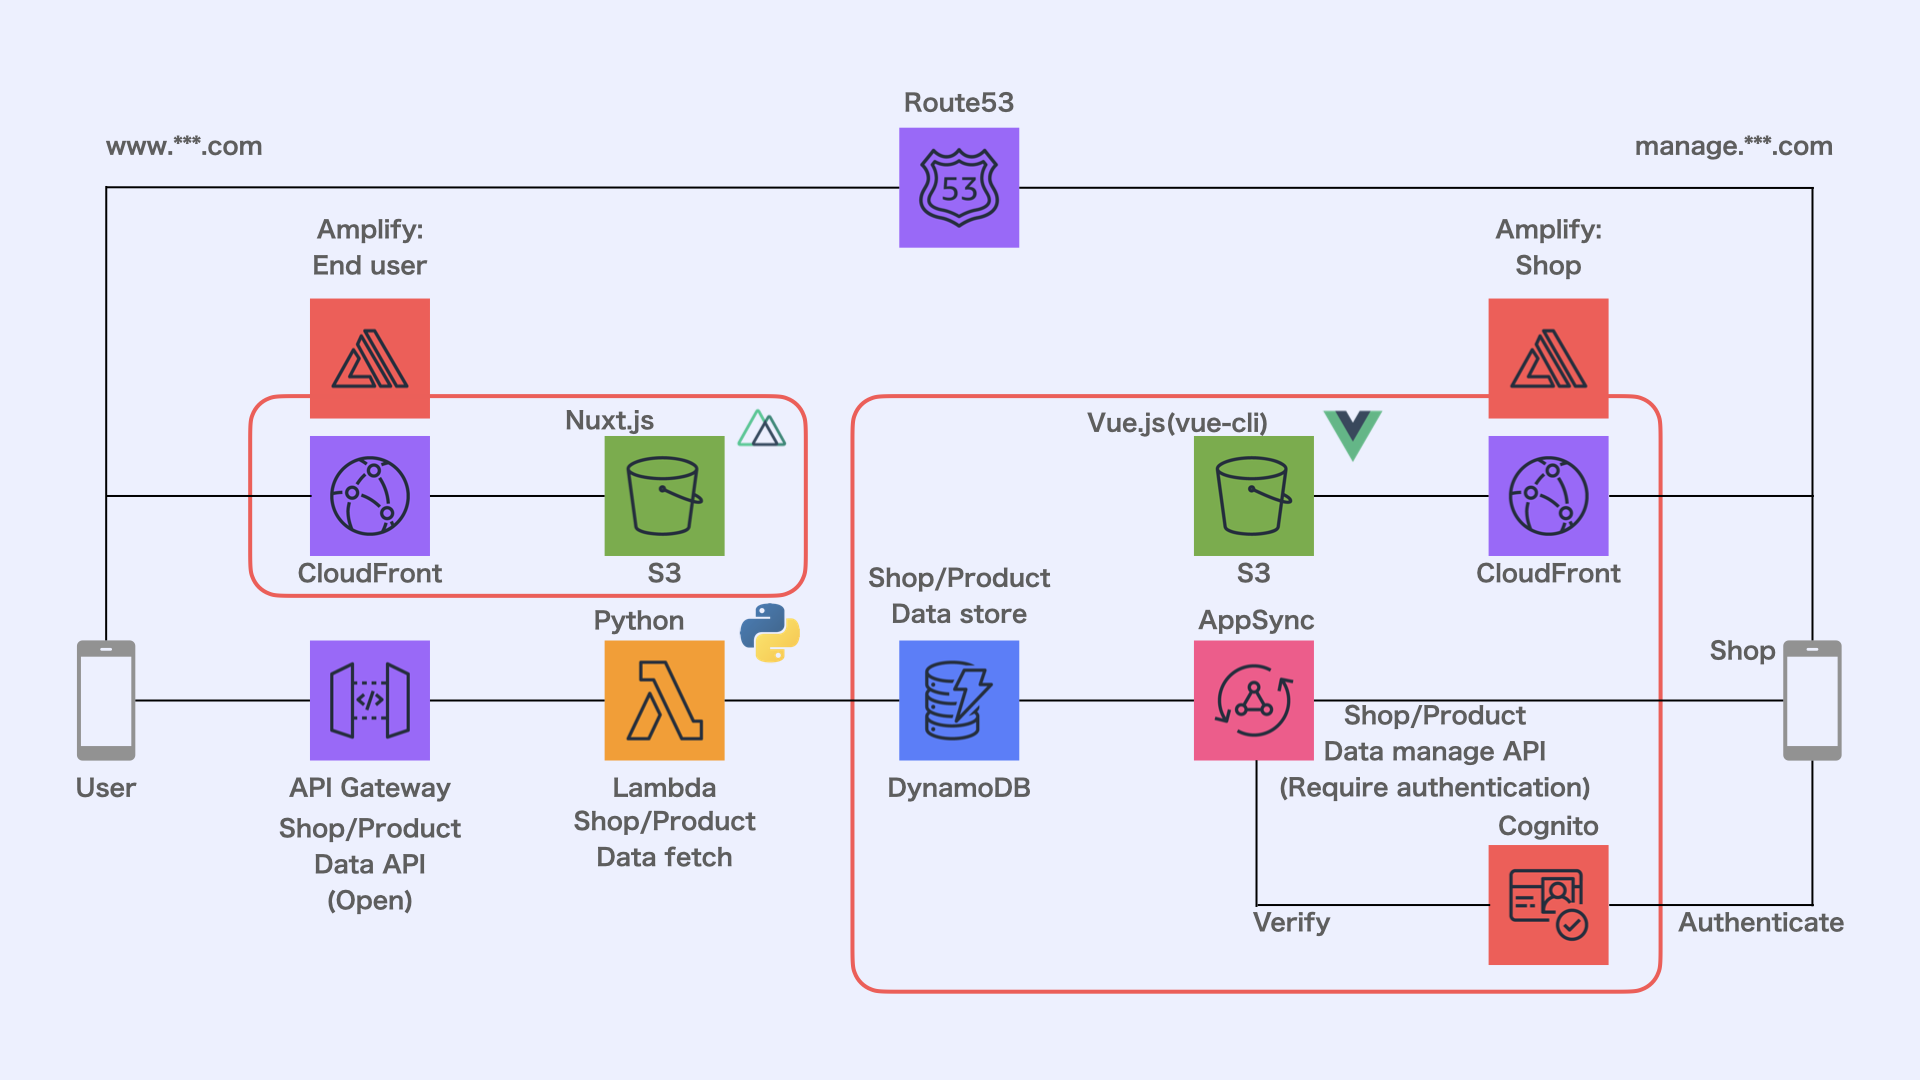 Route53
53
www.***.com
manage.***.com
Amplify:
End user
Amplify:
Shop
Nuxt.js
Vue.js(vue-cli)
CloudFront
S3
S3
CloudFront
Shop/Product
Data store
Python
AppSync
Shop
</>
Shop/Product
Data manage API
(Require authentication)
User
API Gateway
Shop/Product
Data API
(Open)
Lambda
Shop/Product
Data fetch
DynamoDB
Cognito
Verify
Authenticate